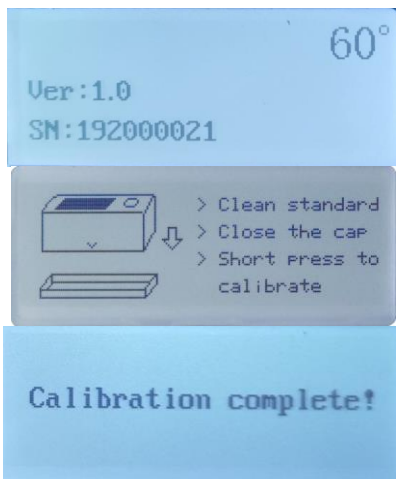 60°
Ver:1.0
SN:192000021
> Clean standard
> Close the cap
> Short press to
calibrate
Calibration complete!